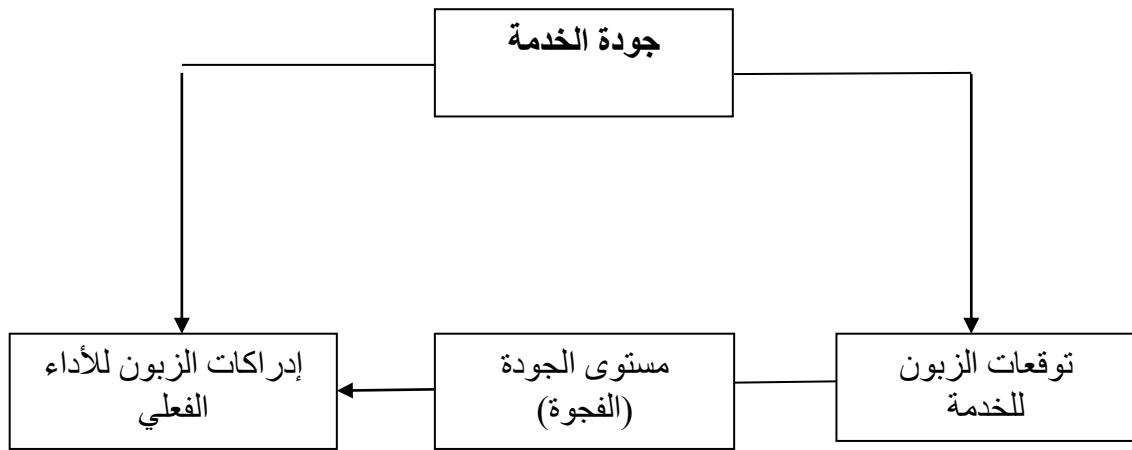 جودة الخدمة
توقعات الزبون
للخدمة
مستوى الجودة
(الفجوة)
إدراكات الزبون للأداء
الفعلي